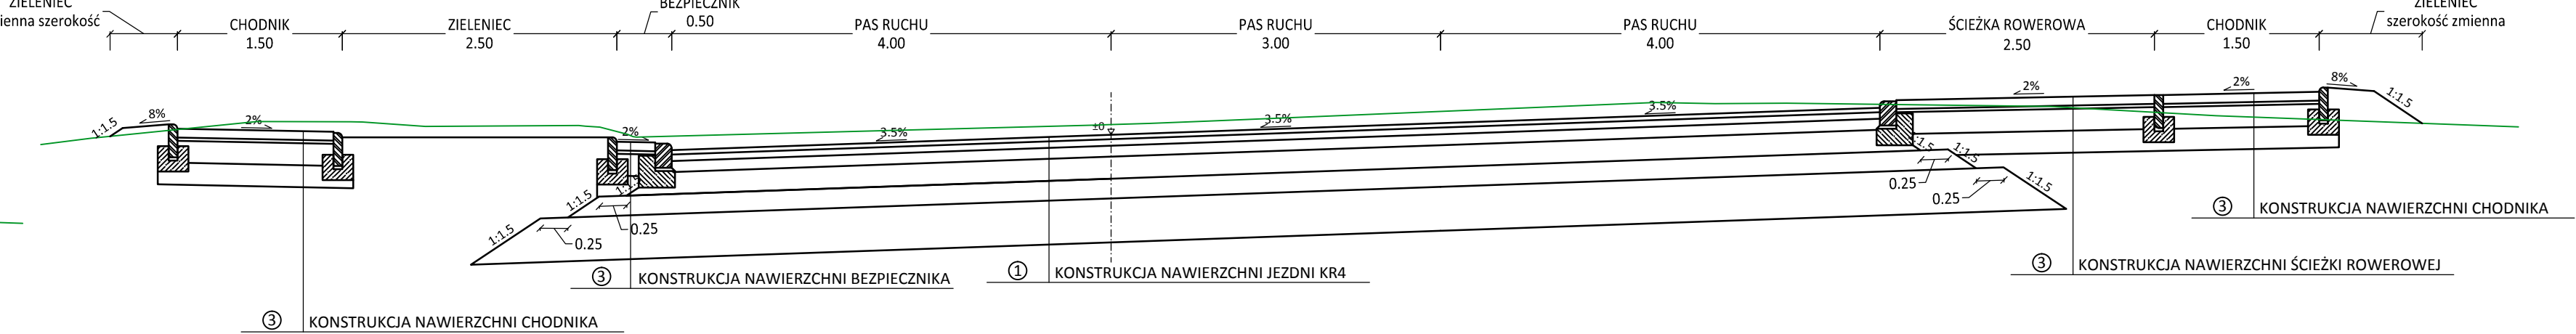 ZIELENIEC
ienna szerokość
CHODNIK
1.50
ZIELENIEC
2.50
BEZPIECZNIK
0.50
PAS RUCHU
4.00
PAS RUCHU
3.00
PAS RUCHU
4.00
ŚCIEŻKA ROWEROWA
2.50
CHODNIK
1.50
ZIELENIEC
szerokość zmienna
1:1.5
8%
2%
2%
3.5%
±0
3.5%
3.5%
2%
2%
8%
1:1.5
1:1.5
1:1.5
1:1.5
0.25
0.25
1:1.5
1:1.5
1:1.5
0.25
0.25
③ KONSTRUKCJA NAWIERZCHNI CHODNIKA
③ KONSTRUKCJA NAWIERZCHNI ŚCIEŻKI ROWEROWEJ
① KONSTRUKCJA NAWIERZCHNI JEZDNI KR4
③ KONSTRUKCJA NAWIERZCHNI BEZPIECZNIKA
③ KONSTRUKCJA NAWIERZCHNI CHODNIKA